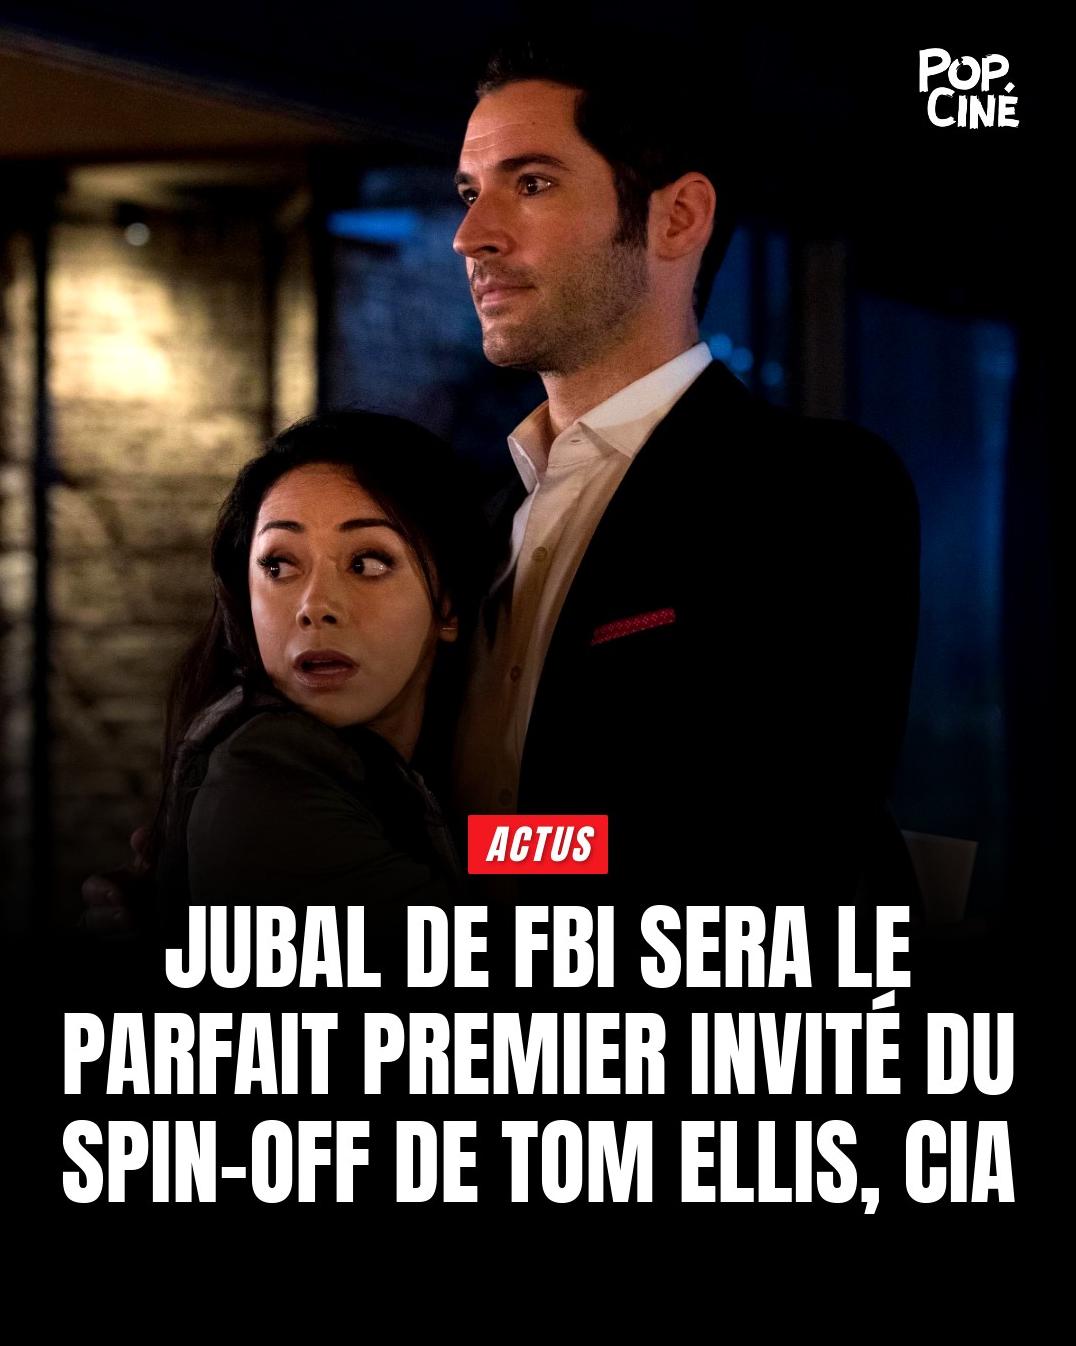 POP.
CINÉ
ACTUS
JUBAL DE FBI SERA LE
PARFAIT PREMIER INVITÉ DU
SPIN-OFF DE TOM ELLIS, CIA